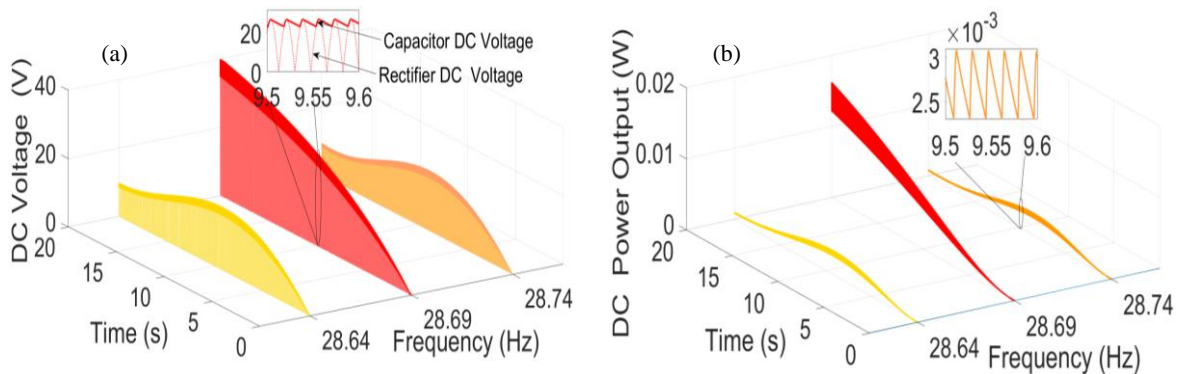 (a)
DC Voltage (V)
40
20
0
20
15
10
5
0
Time (s)
28.64
28.69
28.74
Frequency (Hz)
20
0
9.5 9.55 9.6
Capacitor DC Voltage
Rectifier DC Voltage
(b)
DC Power Output (W)
0.02
0.01
0
20
15
10
5
0
Time (s)
28.64
28.69
28.74
Frequency (Hz)
×10⁻³
3
2.5
9.5 9.55 9.6